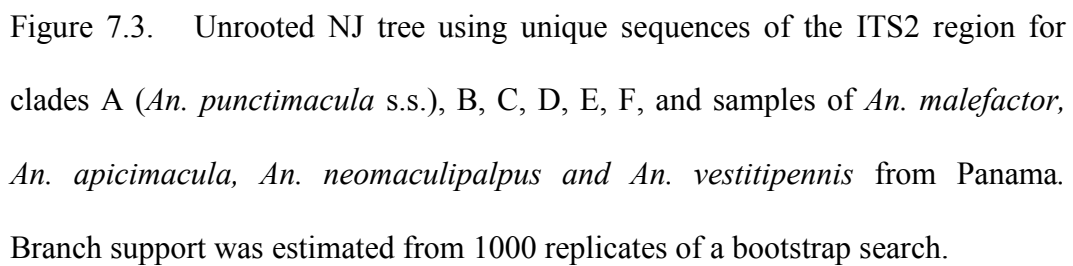 Figure 7.3. Unrooted NJ tree using unique sequences of the ITS2 region for
clades A (An. punctimacula s.s.), B, C, D, E, F, and samples of An. malefactor,
An. apicimacula, An. neomaculipalpus and An. vestitipennis from Panama.
Branch support was estimated from 1000 replicates of a bootstrap search.